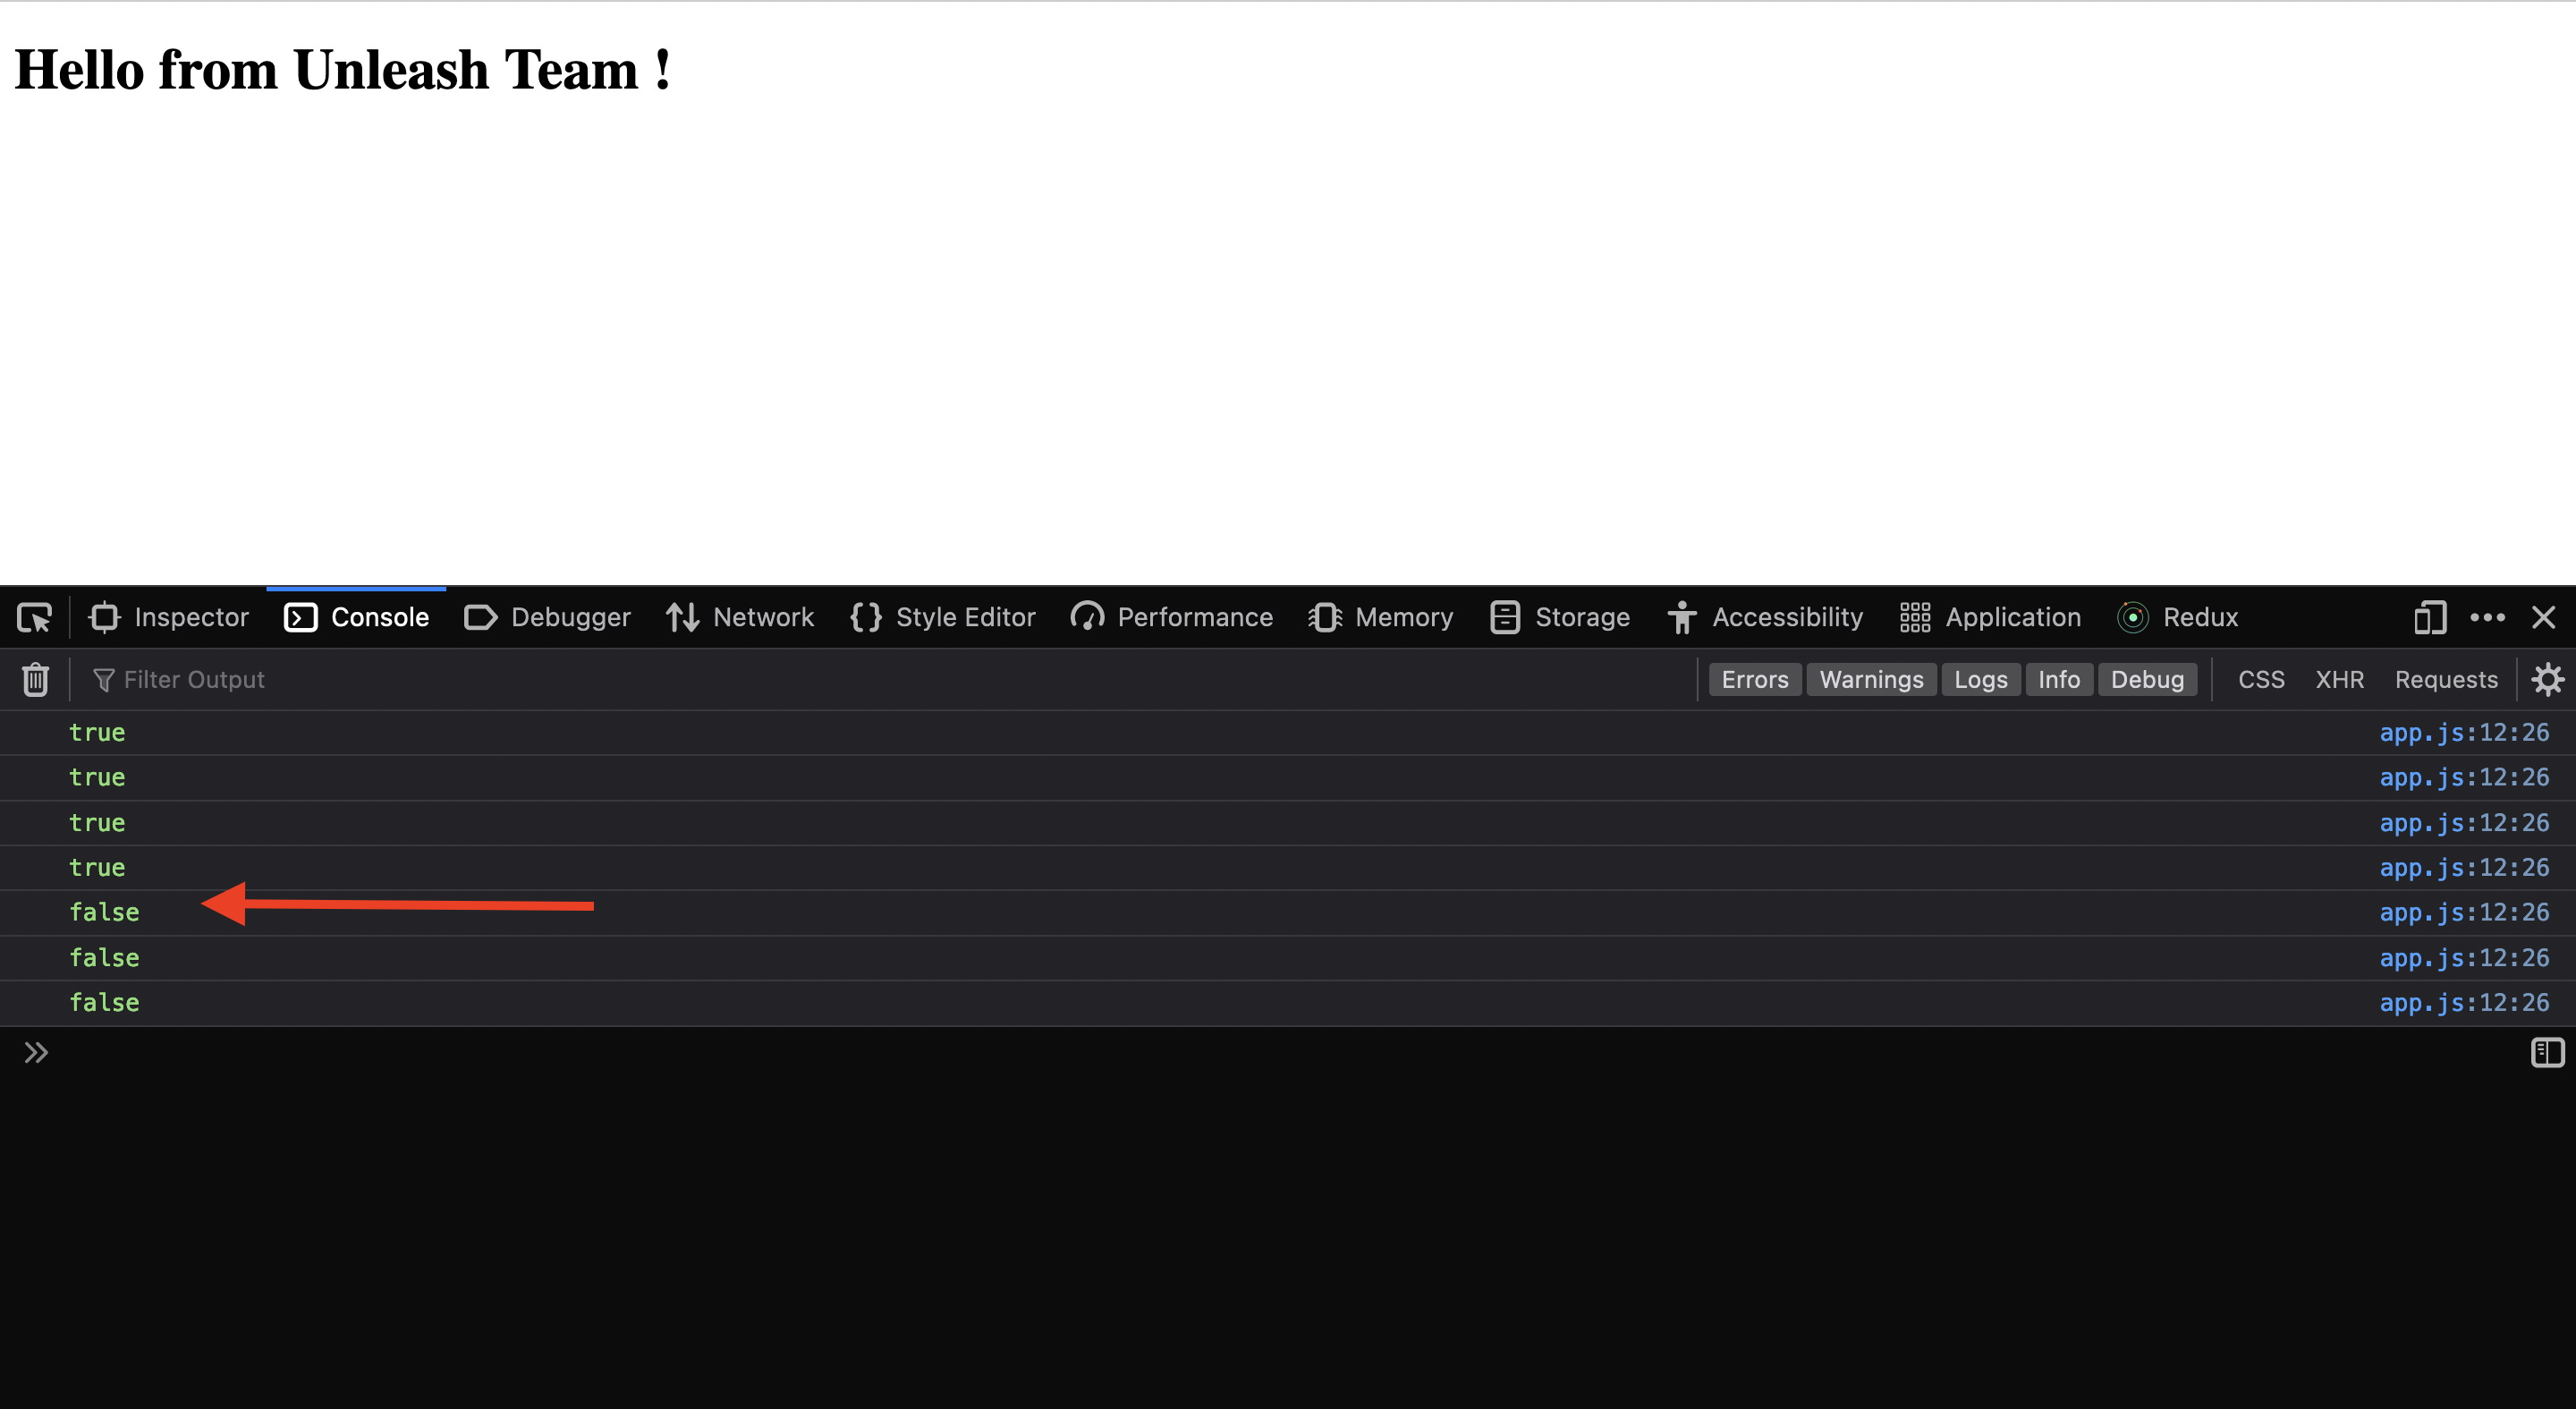 Hello from Unleash Team !
Inspector Console Debugger Network Style Editor Performance Memory Storage Accessibility Application Redux
Filter Output Errors Warnings Logs Info Debug CSS XHR Requests
true app.js:12:26
true app.js:12:26
true app.js:12:26
true app.js:12:26
false app.js:12:26
false app.js:12:26
false app.js:12:26